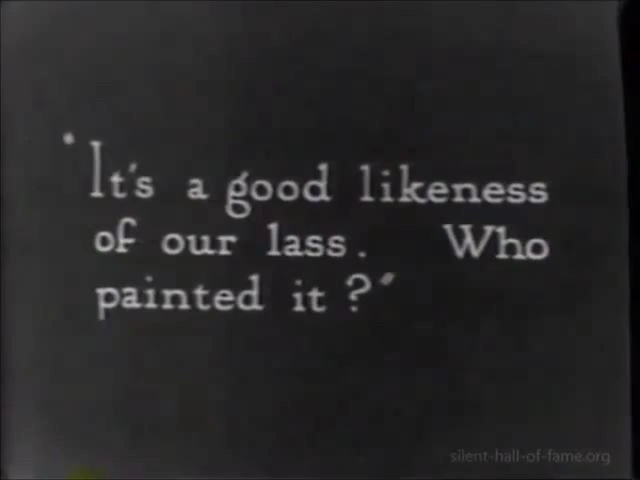 "It's a good likeness
of our lass. Who
painted it?"
silent-hall-of-fame.org